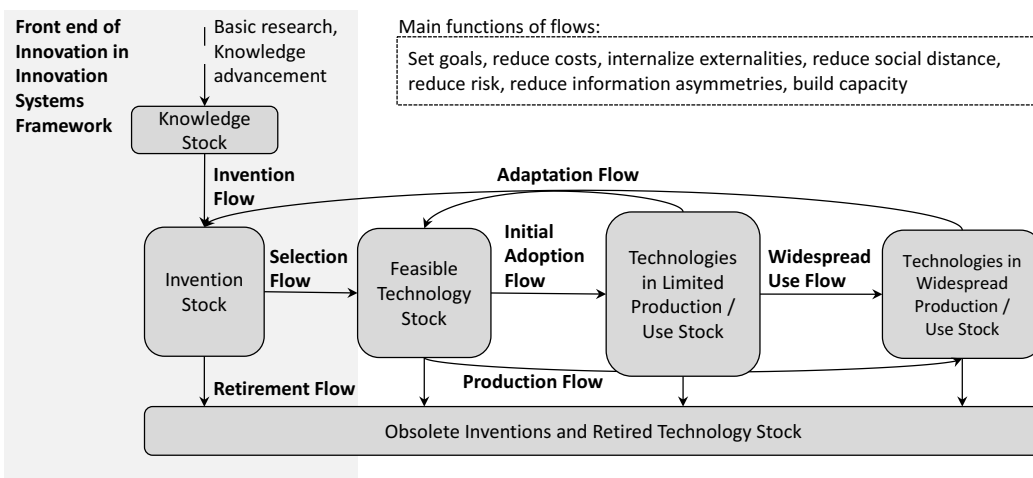 Front end of
Innovation in
Innovation
Systems
Framework
Basic research,
Knowledge
advancement
Main functions of flows:
Set goals, reduce costs, internalize externalities, reduce social distance,
reduce risk, reduce information asymmetries, build capacity
Knowledge
Stock
Invention
Flow
Adaptation Flow
Invention
Stock
Selection
Flow
Feasible
Technology
Stock
Initial
Adoption
Flow
Technologies
in Limited
Production /
Use Stock
Widespread
Use Flow
Technologies in
Widespread
Production /
Use Stock
Retirement Flow
Production Flow
Obsolete Inventions and Retired Technology Stock